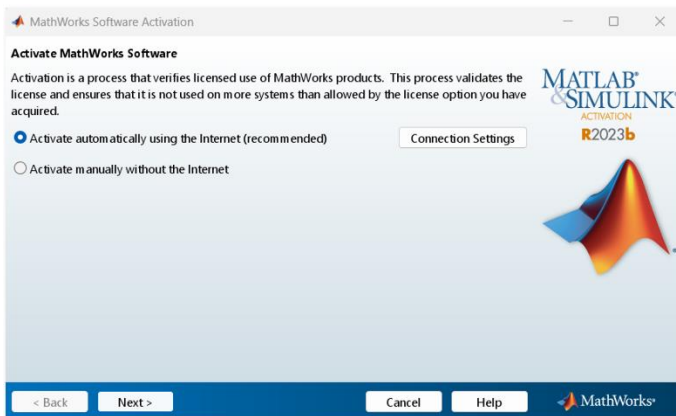 MathWorks Software Activation
Activate MathWorks Software
Activation is a process that verifies licensed use of MathWorks products. This process validates the
license and ensures that it is not used on more systems than allowed by the license option you have
acquired.
MATLAB®
&SIMULINK®
ACTIVATION
R2023b
Activate automatically using the Internet (recommended)
Connection Settings
Activate manually without the Internet
< Back
Next >
Cancel
Help
MathWorks®